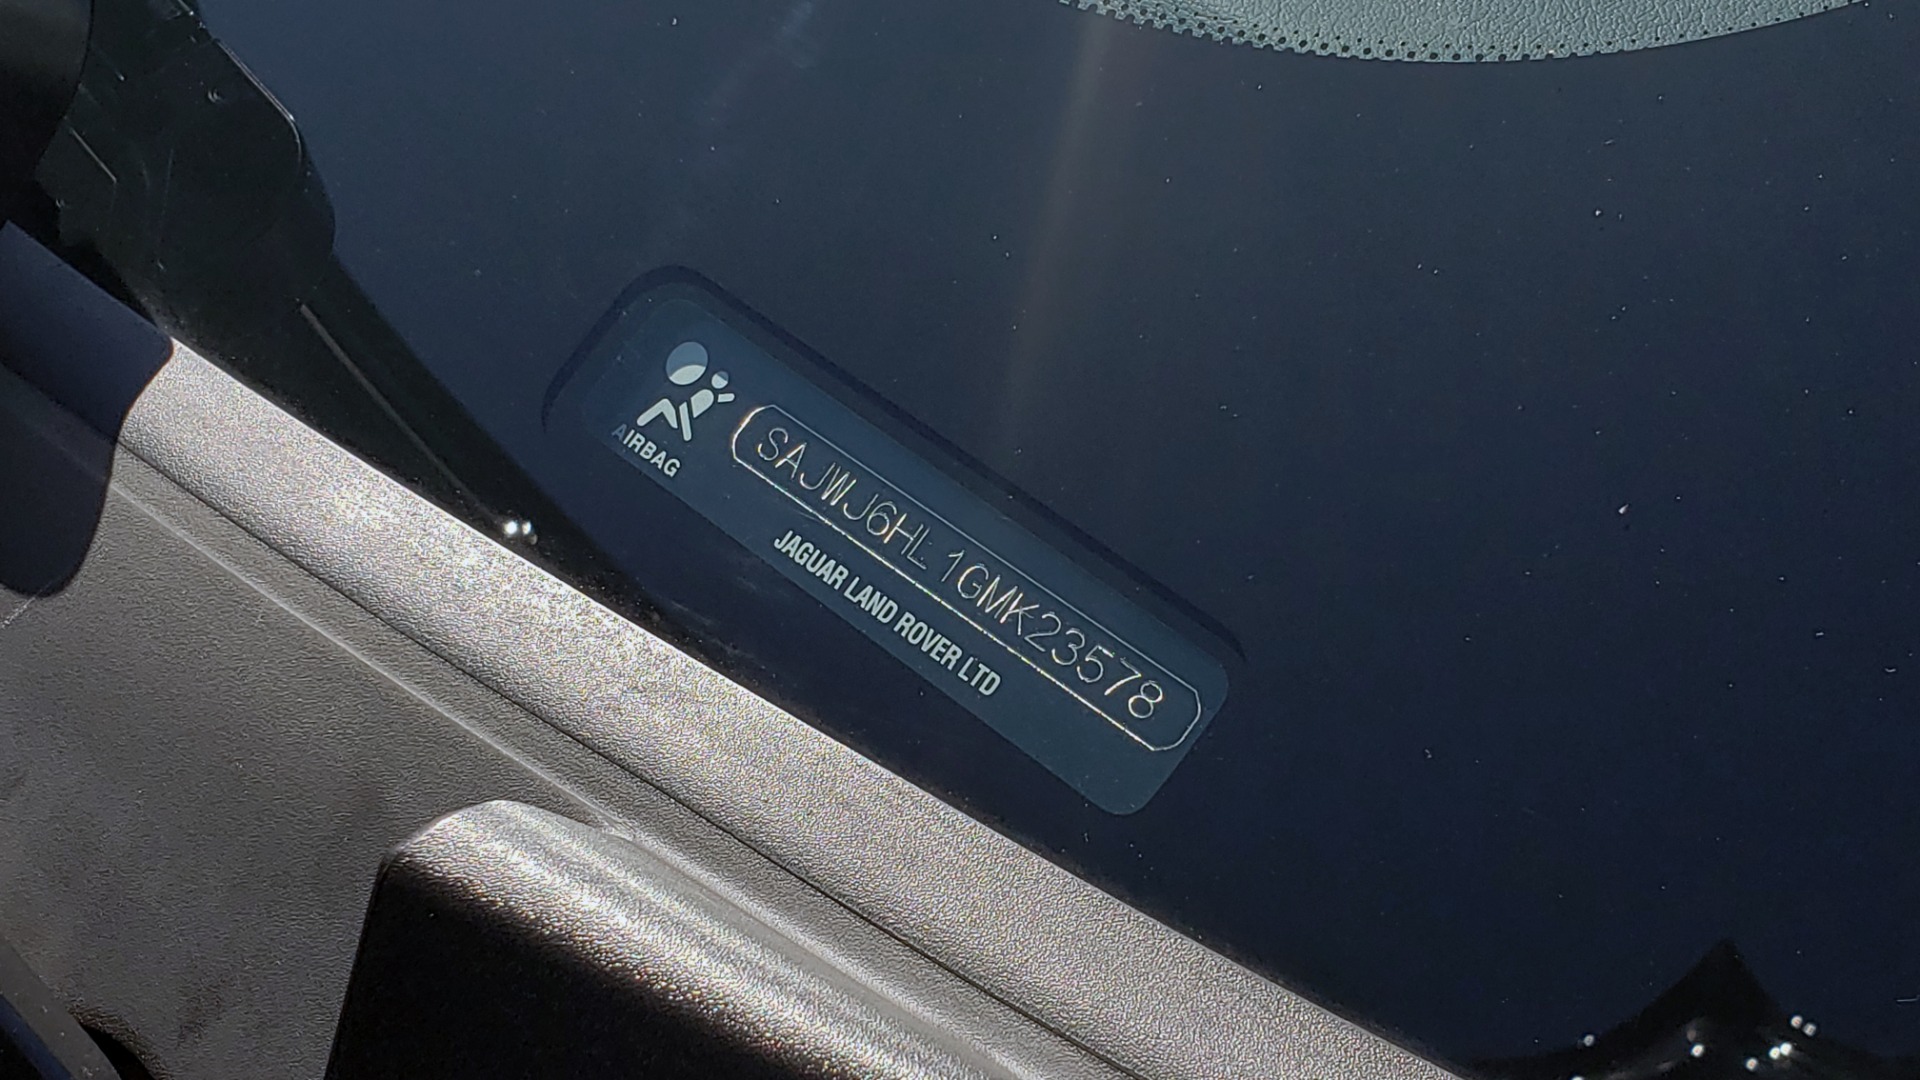 AIRBAG
SAJWJ6HL1GMK23578
JAGUAR LAND ROVER LTD